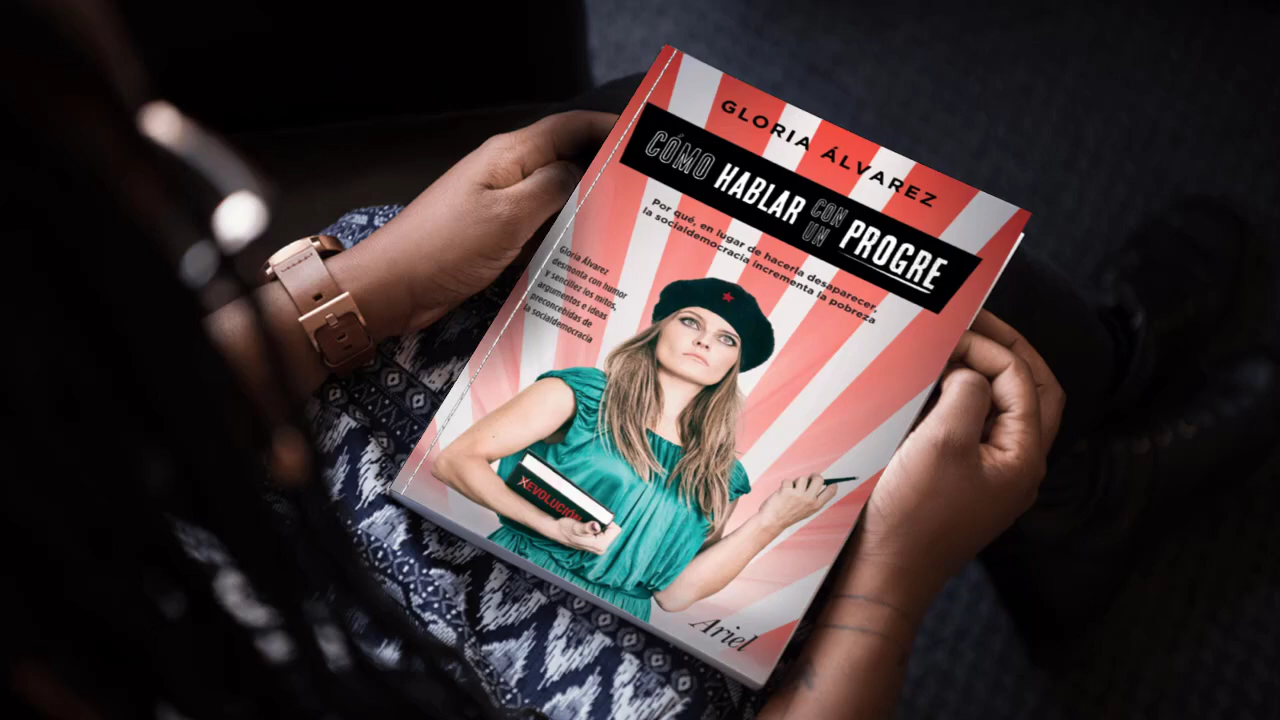 GLORIA ÁLVAREZ
CÓMO HABLAR CON UN PROGRE
Por qué, en lugar de hacerla desaparecer,
la socialdemocracia incrementa la pobreza
Gloria Álvarez
desmonta con humor
y sencillez los mitos,
argumentos e ideas
preconcebidas de
la socialdemocracia
XEVOLUCIÓN
Ariel